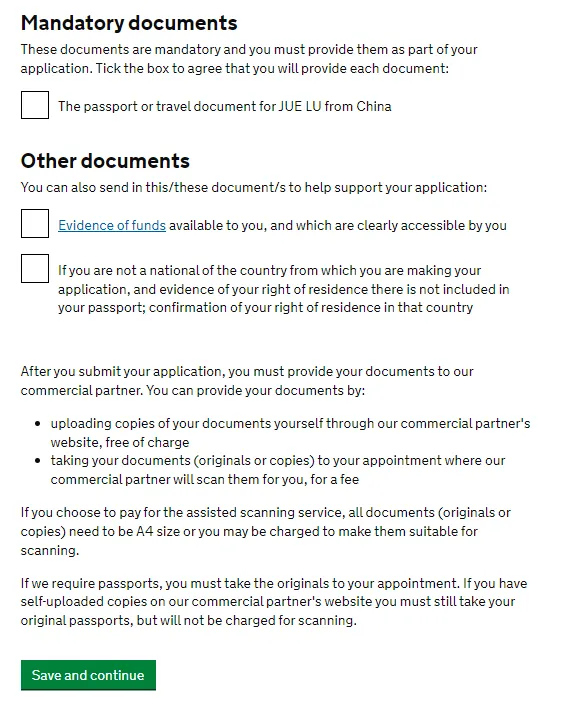 Mandatory documents
These documents are mandatory and you must provide them as part of your
application. Tick the box to agree that you will provide each document:
The passport or travel document for JUE LU from China
Other documents
You can also send in this/these document/s to help support your application:
Evidence of funds available to you, and which are clearly accessible by you
If you are not a national of the country from which you are making your
application, and evidence of your right of residence there is not included in
your passport; confirmation of your right of residence in that country
After you submit your application, you must provide your documents to our
commercial partner. You can provide your documents by:
• uploading copies of your documents yourself through our commercial partner's
website, free of charge
• taking your documents (originals or copies) to your appointment where our
commercial partner will scan them for you, for a fee
If you choose to pay for the assisted scanning service, all documents (originals or
copies) need to be A4 size or you may be charged to make them suitable for
scanning.
If we require passports, you must take the originals to your appointment. If you have
self-uploaded copies on our commercial partner's website you must still take your
original passports, but will not be charged for scanning.
Save and continue